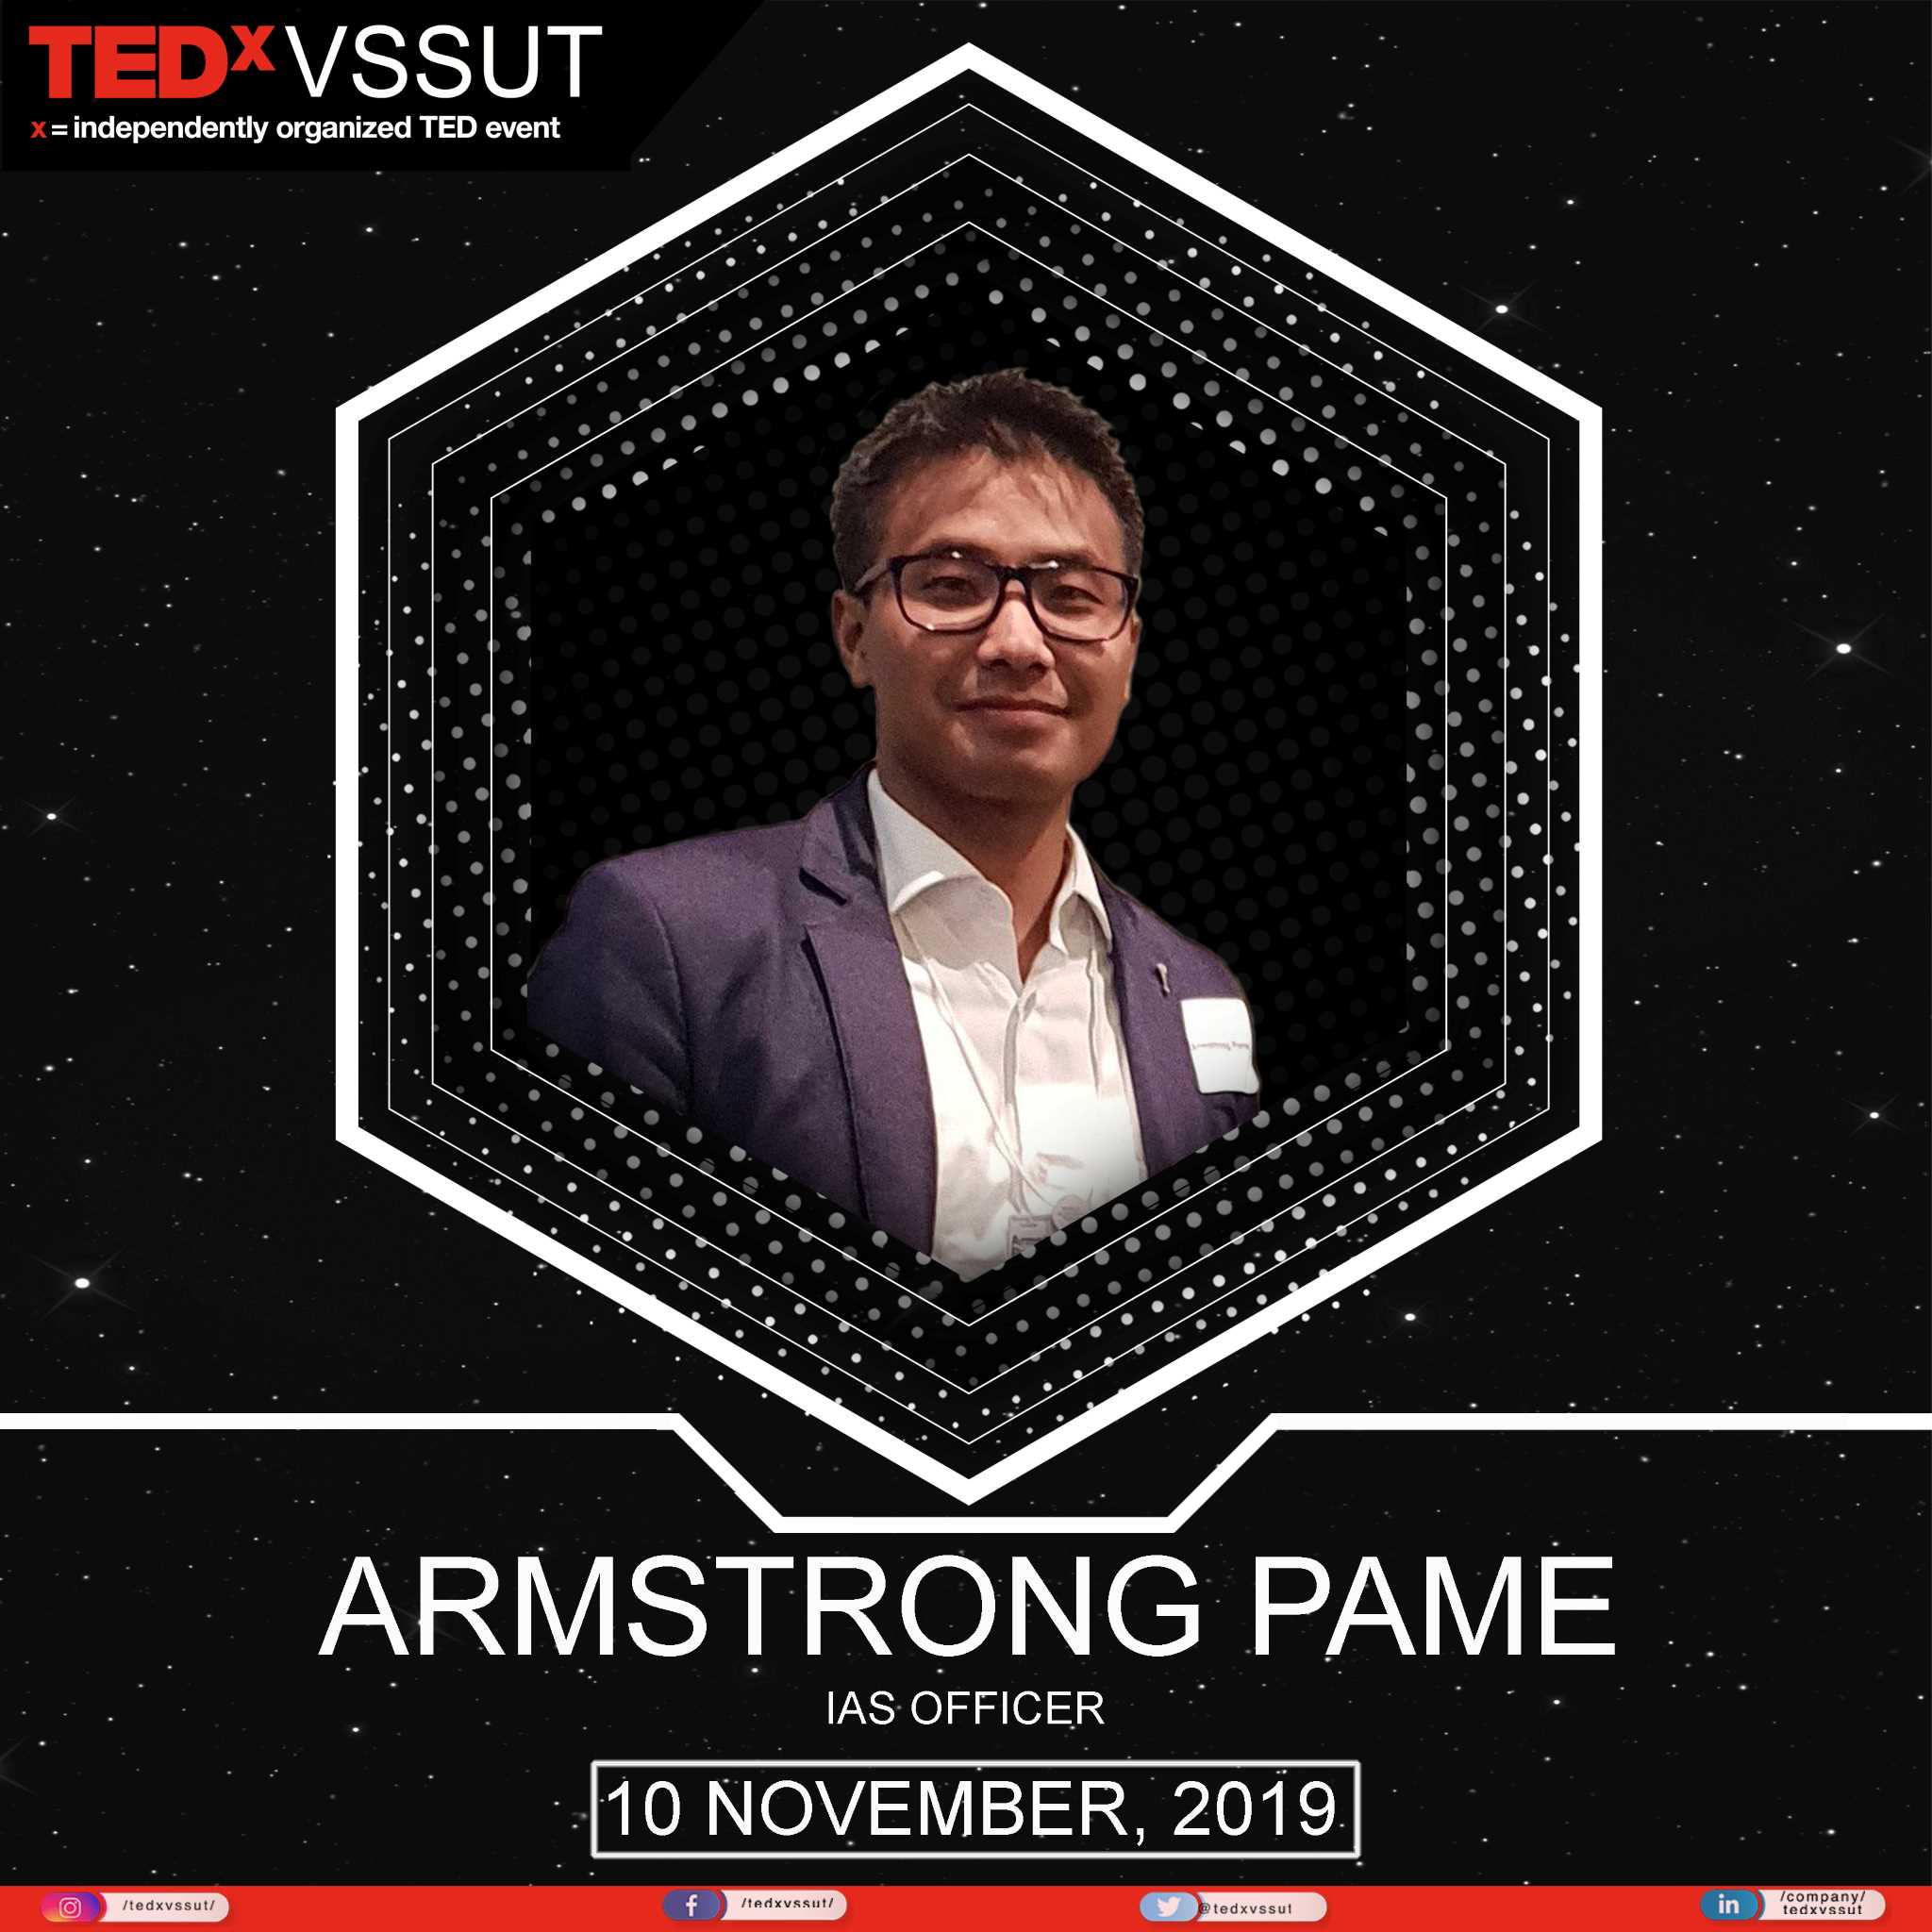 TEDx VSSUT
x = independently organized TED event
ARMSTRONG PAME
IAS OFFICER
10 NOVEMBER, 2019
/tedxvssut/
/tedxvssut/
@tedxvssut
/company/
tedxvssut